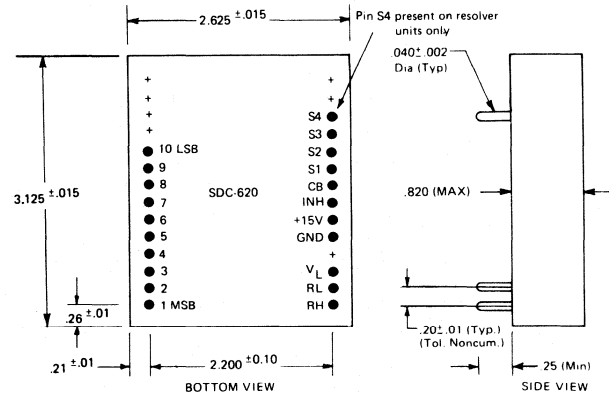 2.625 ±.015
Pin S4 present on resolver
units only
.040±.002
Dia (Typ)
3.125 ±.015
S4
S3
10 LSB
S2
9
S1
8
SDC-620
CB
7
INH
6
+15V
5
GND
4
3
VL
2
RL
1 MSB
RH
.820 (MAX)
.26 ±.01
.20±.01 (Typ.)
(Tol. Noncum.)
.21 ±.01
2.200 ±0.10
.25 (Min)
BOTTOM VIEW
SIDE VIEW